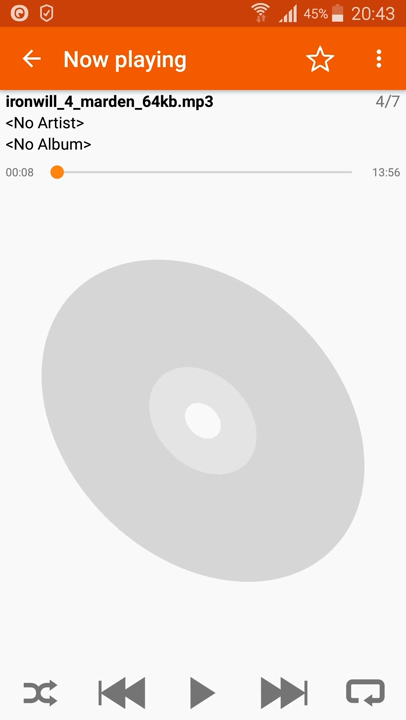 45% 20:43
Now playing
ironwill_4_marden_64kb.mp3 4/7
<No Artist>
<No Album>
00:08 13:56